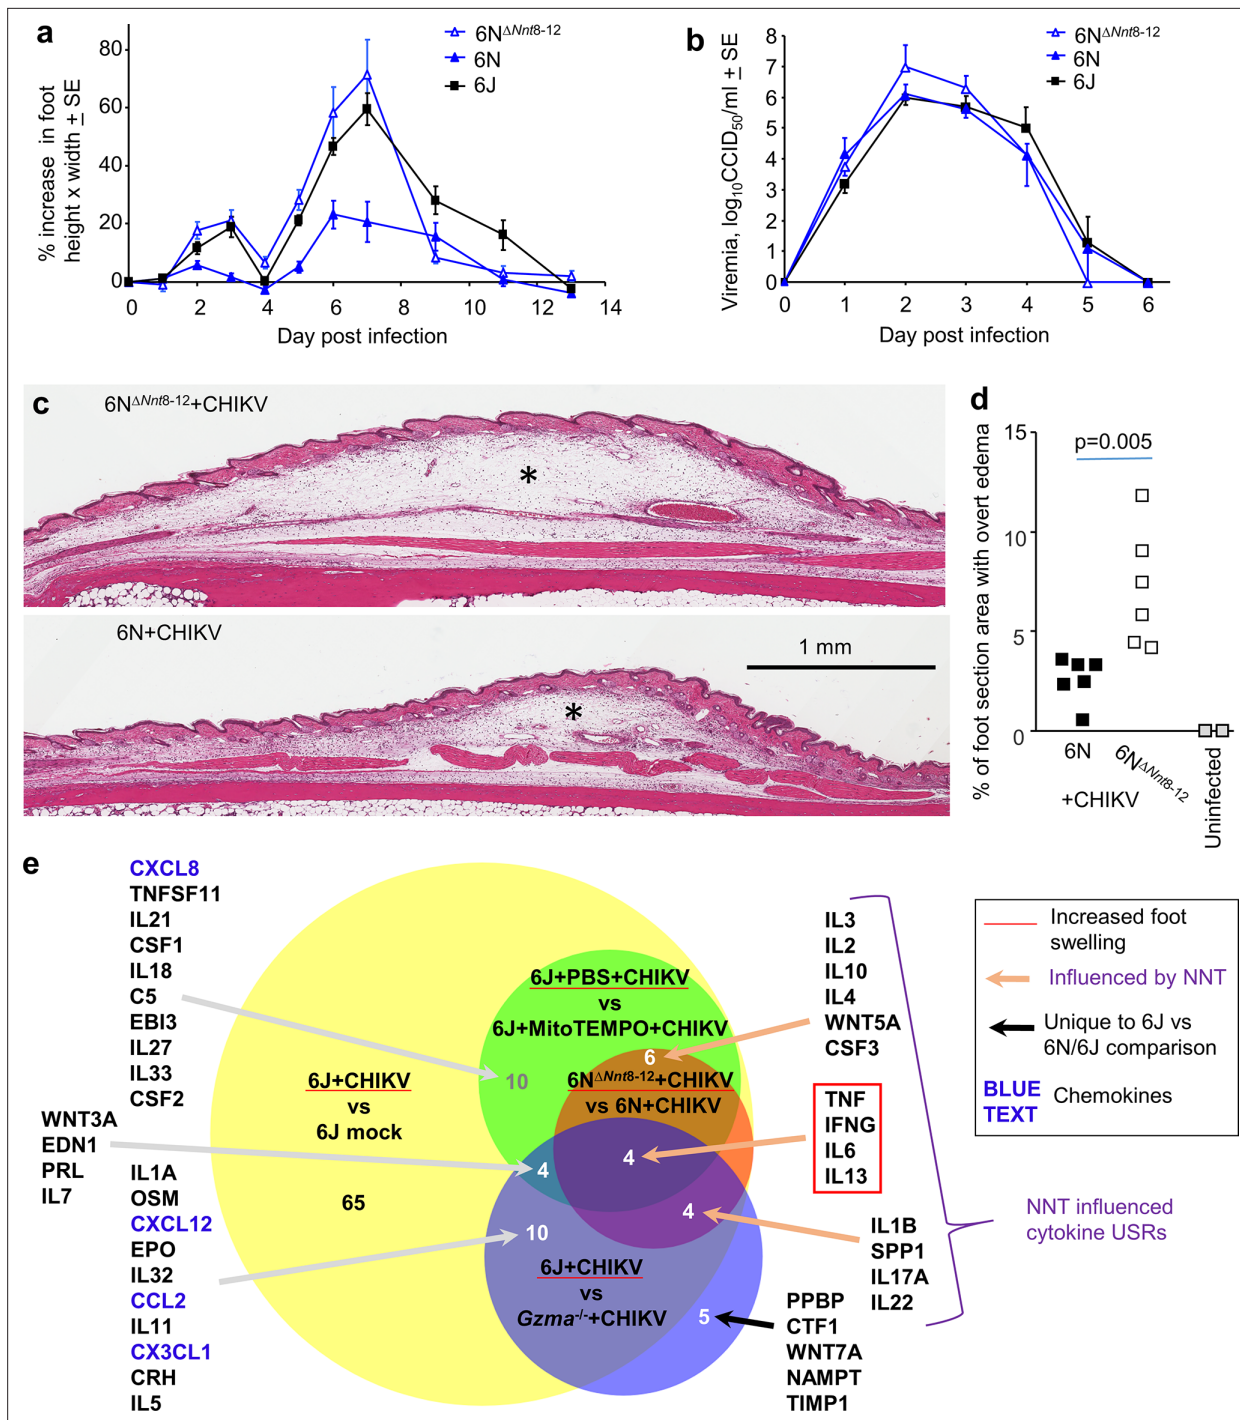 a
% increase in foot
height x width ± SE
80
60
40
20
0
0 2 4 6 8 10 12 14
Day post infection
6NΔNnt8-12
6N
6J
b
Viremia, log10CCID50/ml ± SE
8
7
6
5
4
3
2
1
0
0 1 2 3 4 5 6
Day post infection
6NΔNnt8-12
6N
6J
c
6NΔNnt8-12+CHIKV
*
6N+CHIKV
1 mm
*
d
% of foot section area with overt edema
15
10
5
0
p=0.005
6N
6NΔNnt8-12
+CHIKV
Uninfected
e
CXCL8
TNFSF11
IL21
CSF1
IL18
C5
EBI3
IL27
IL33
CSF2
WNT3A
EDN1
PRL
IL7
IL1A
OSM
CXCL12
EPO
IL32
CCL2
IL11
CX3CL1
CRH
IL5
6J+CHIKV
vs
6J mock
65
6J+PBS+CHIKV
vs
6J+MitoTEMPO+CHIKV
10
6
6NΔNnt8-12+CHIKV
vs 6N+CHIKV
4
4
4
10
6J+CHIKV
vs
Gzma-/-+CHIKV
5
IL3
IL2
IL10
IL4
WNT5A
CSF3
TNF
IFNG
IL6
IL13
IL1B
SPP1
IL17A
IL22
PPBP
CTF1
WNT7A
NAMPT
TIMP1
Increased foot
swelling
Influenced by NNT
Unique to 6J vs
6N/6J comparison
BLUE
TEXT
Chemokines
NNT influenced
cytokine USRs